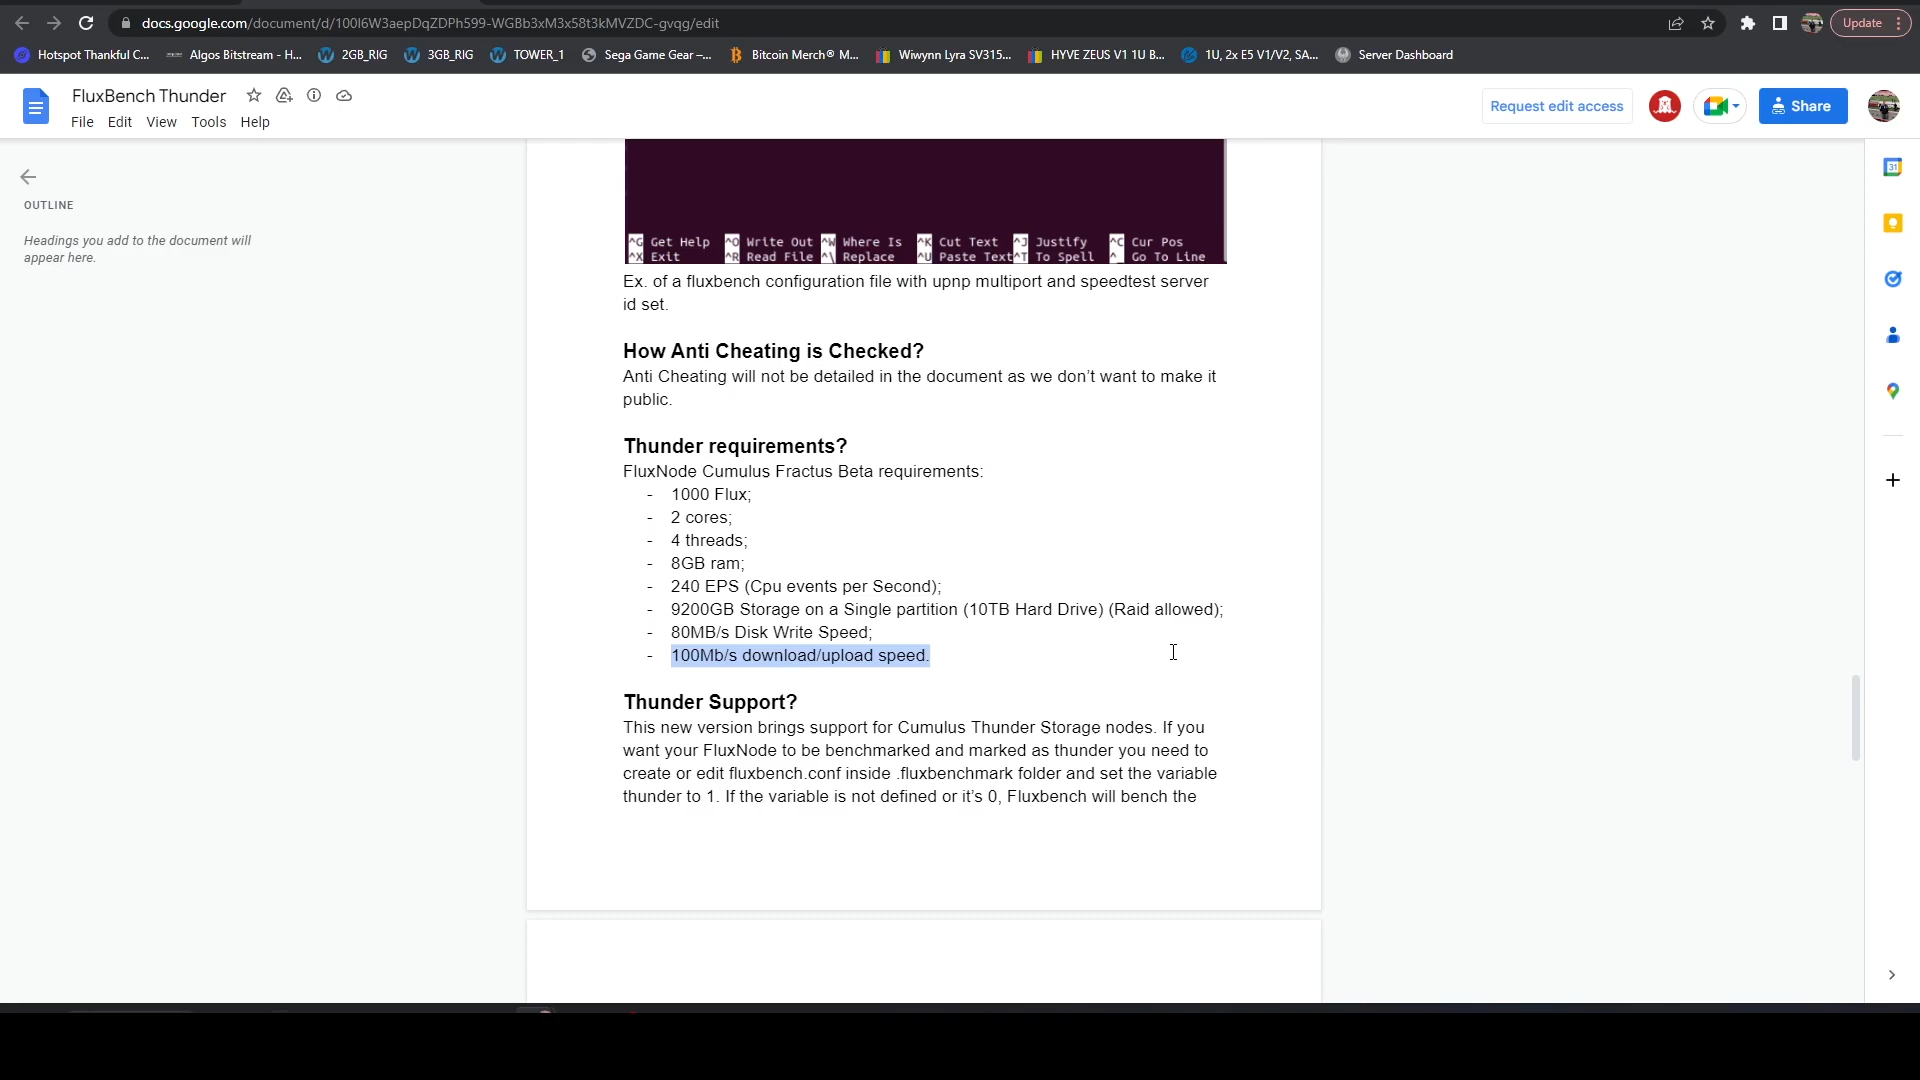 docs.google.com/document/d/100I6W3aepDqZDPh599-WGBb3xM3x58t3kMVZDC-gvqg/edit
Update
Hotspot Thankful C...
Algos Bitstream - H...
2GB_RIG
3GB_RIG
TOWER_1
Sega Game Gear –...
Bitcoin Merch® M...
Wiwynn Lyra SV315...
HYVE ZEUS V1 1U B...
1U, 2x E5 V1/V2, SA...
Server Dashboard
FluxBench Thunder
File Edit View Tools Help
Request edit access
Share
OUTLINE
Headings you add to the document will
appear here.
31
^G Get Help ^O Write Out ^W Where Is ^K Cut Text ^J Justify ^C Cur Pos
^X Exit ^R Read File ^\ Replace ^U Paste Text ^T To Spell ^_ Go To Line
Ex. of a fluxbench configuration file with upnp multiport and speedtest server
id set.
How Anti Cheating is Checked?
Anti Cheating will not be detailed in the document as we don’t want to make it
public.
Thunder requirements?
FluxNode Cumulus Fractus Beta requirements:
- 1000 Flux;
- 2 cores;
- 4 threads;
- 8GB ram;
- 240 EPS (Cpu events per Second);
- 9200GB Storage on a Single partition (10TB Hard Drive) (Raid allowed);
- 80MB/s Disk Write Speed;
- 100Mb/s download/upload speed.
Thunder Support?
This new version brings support for Cumulus Thunder Storage nodes. If you
want your FluxNode to be benchmarked and marked as thunder you need to
create or edit fluxbench.conf inside .fluxbenchmark folder and set the variable
thunder to 1. If the variable is not defined or it’s 0, Fluxbench will bench the